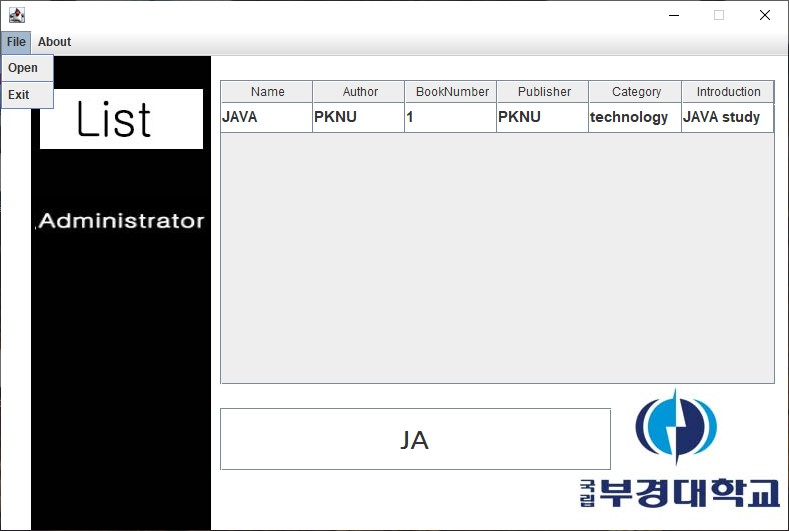 File About
Open
Exit
List
Administrator
Name Author BookNumber Publisher Category Introduction
JAVA PKNU 1 PKNU technology JAVA study
JA
국립 부경대학교